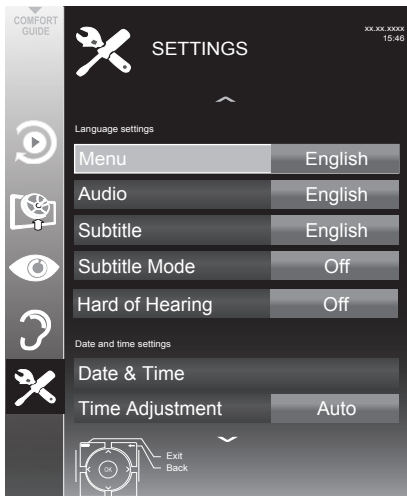 COMFORT
GUIDE
SETTINGS
xx.xx.xxxx
15:46
Language settings
Menu English
Audio English
Subtitle English
Subtitle Mode Off
Hard of Hearing Off
Date and time settings
Date & Time
Time Adjustment Auto
Exit
Back
OK